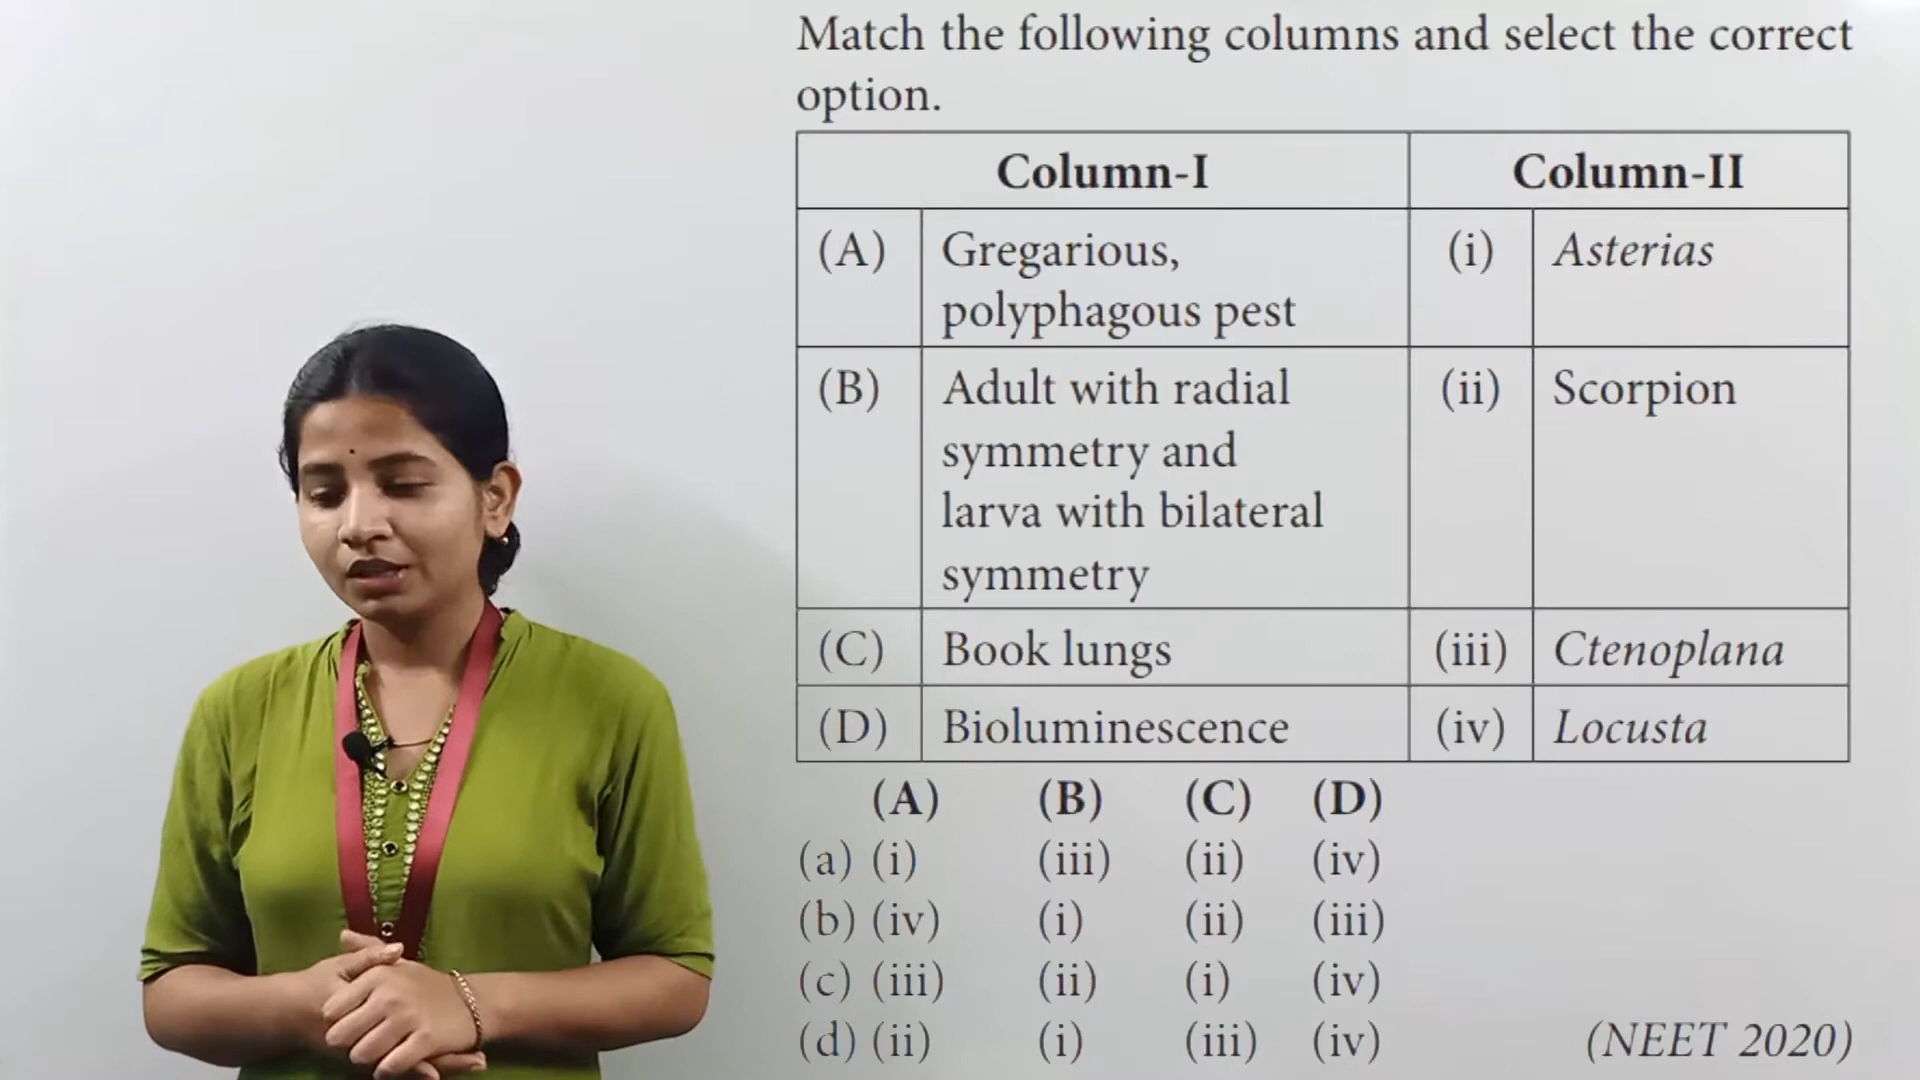 Match the following columns and select the correct
option.
Column-I Column-II
(A) Gregarious, (i) Asterias
polyphagous pest
(B) Adult with radial (ii) Scorpion
symmetry and
larva with bilateral
symmetry
(C) Book lungs (iii) Ctenoplana
(D) Bioluminescence (iv) Locusta
(A) (B) (C) (D)
(a) (i) (iii) (ii) (iv)
(b) (iv) (i) (ii) (iii)
(c) (iii) (ii) (i) (iv)
(d) (ii) (i) (iii) (iv) (NEET 2020)